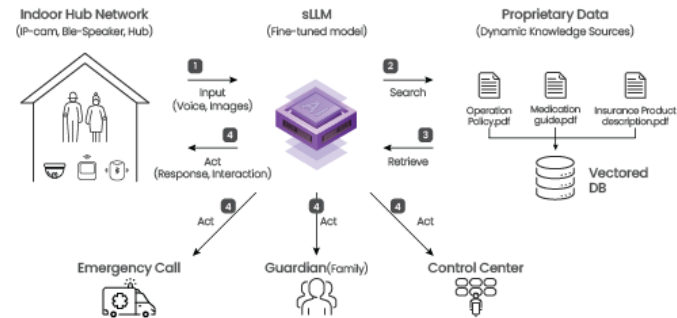 Indoor Hub Network
(IP-cam, Ble-Speaker, Hub)
sLLM
(Fine-tuned model)
Proprietary Data
(Dynamic Knowledge Sources)
1
Input
(Voice, Images)
4
Act
(Response, Interaction)
AI
2
Search
3
Retrieve
Operation
Policy.pdf
Medication
guide.pdf
Insurance Product
description.pdf
Vectored
DB
4
Act
4
Act
4
Act
Emergency Call
Guardian(Family)
Control Center